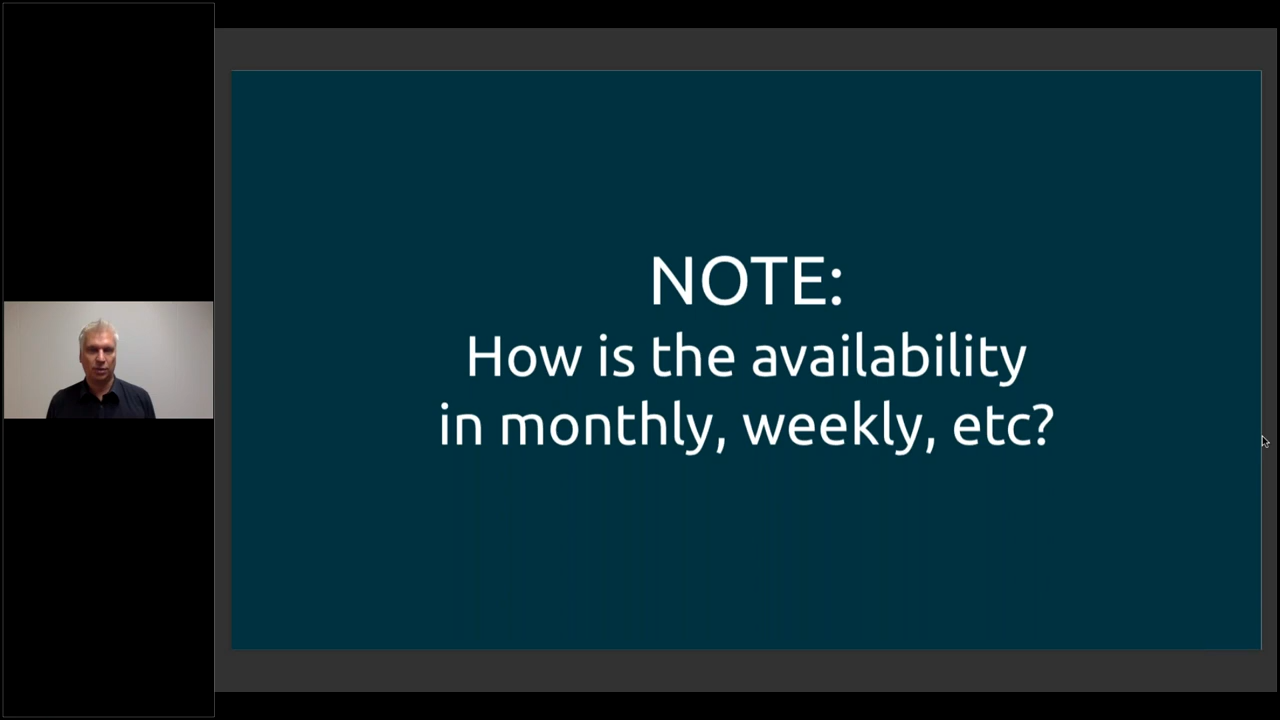 NOTE:
How is the availability
in monthly, weekly, etc?